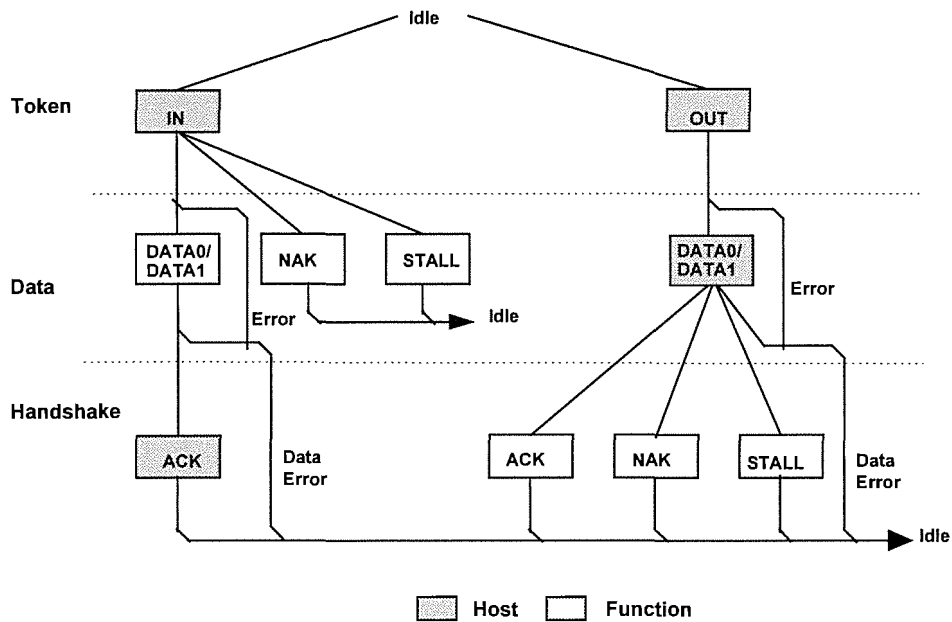 Idle
Token
IN
OUT
DATA0/
DATA1
NAK
STALL
DATA0/
DATA1
Data
Error
Idle
Error
Handshake
ACK
Data
Error
ACK
NAK
STALL
Data
Error
Idle
Host
Function